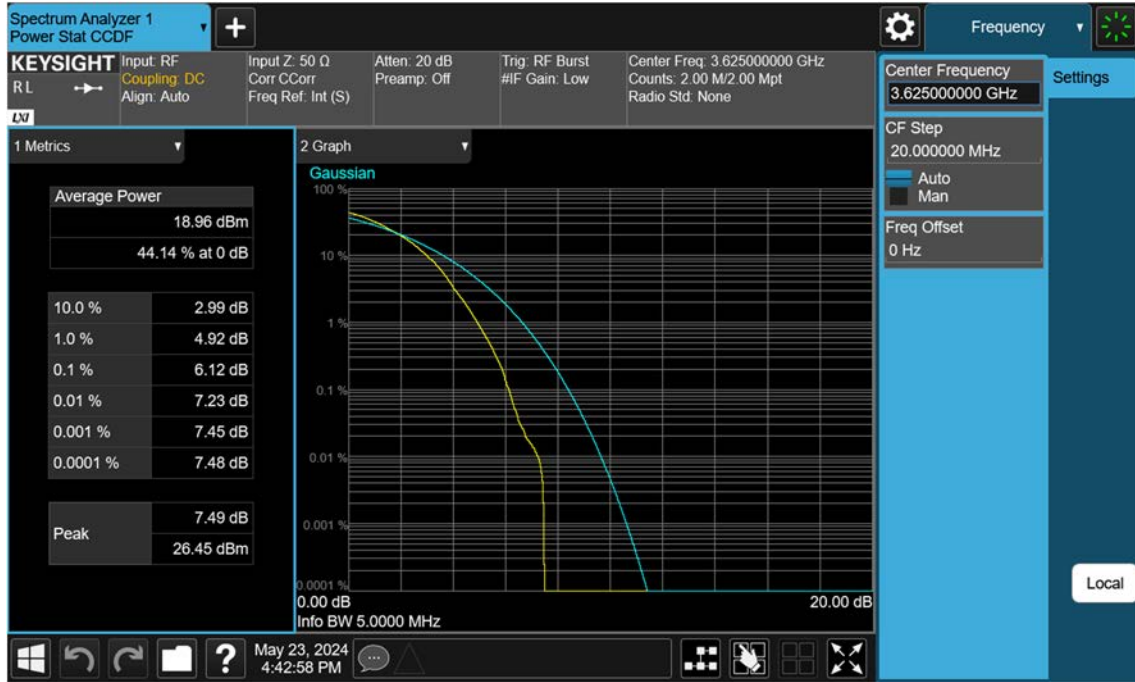 Spectrum Analyzer 1
Power Stat CCDF
+
Frequency
KEYSIGHT
RL
LXI
Input: RF
Coupling: DC
Align: Auto
Input Z: 50 Ω
Corr CCorr
Freq Ref: Int (S)
Atten: 20 dB
Preamp: Off
Trig: RF Burst
#IF Gain: Low
Center Freq: 3.625000000 GHz
Counts: 2.00 M/2.00 Mpt
Radio Std: None
Center Frequency
3.625000000 GHz
Settings
CF Step
20.000000 MHz
Auto
Man
Freq Offset
0 Hz
1 Metrics
Average Power
18.96 dBm
44.14 % at 0 dB
10.0 % 2.99 dB
1.0 % 4.92 dB
0.1 % 6.12 dB
0.01 % 7.23 dB
0.001 % 7.45 dB
0.0001 % 7.48 dB
Peak
7.49 dB
26.45 dBm
2 Graph
Gaussian
100 %
10 %
1 %
0.1 %
0.01 %
0.001 %
0.0001 %
0.00 dB 20.00 dB
Info BW 5.0000 MHz
Local
?
May 23, 2024
4:42:58 PM